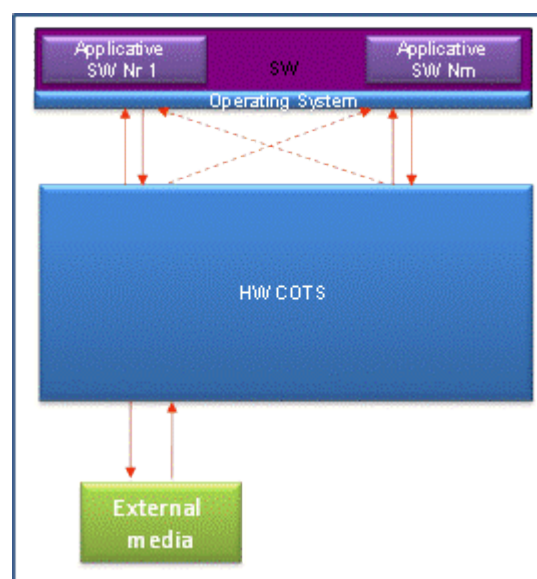 Applicative
SW Nr 1
SW
Applicative
SW Nm
Operating System
HW COTS
External
media